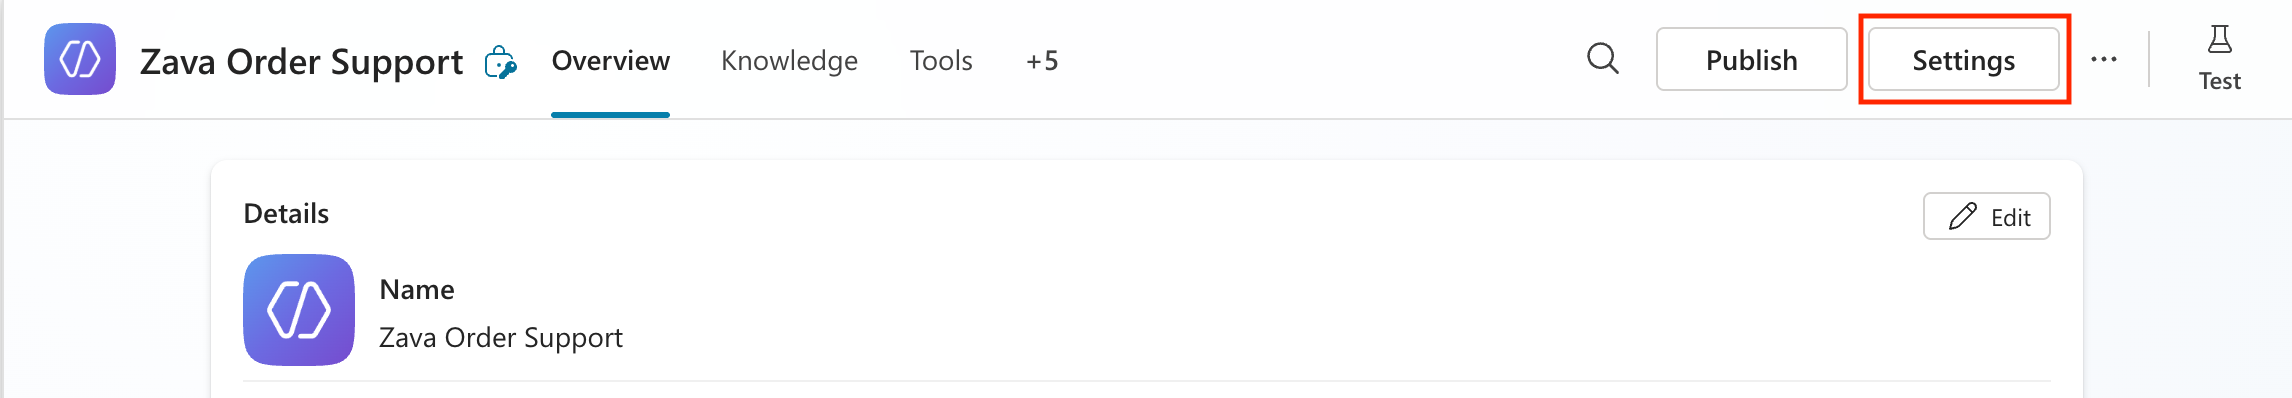 Zava Order Support Overview Knowledge Tools +5 Publish Settings ... Test
Details Edit
Name
Zava Order Support